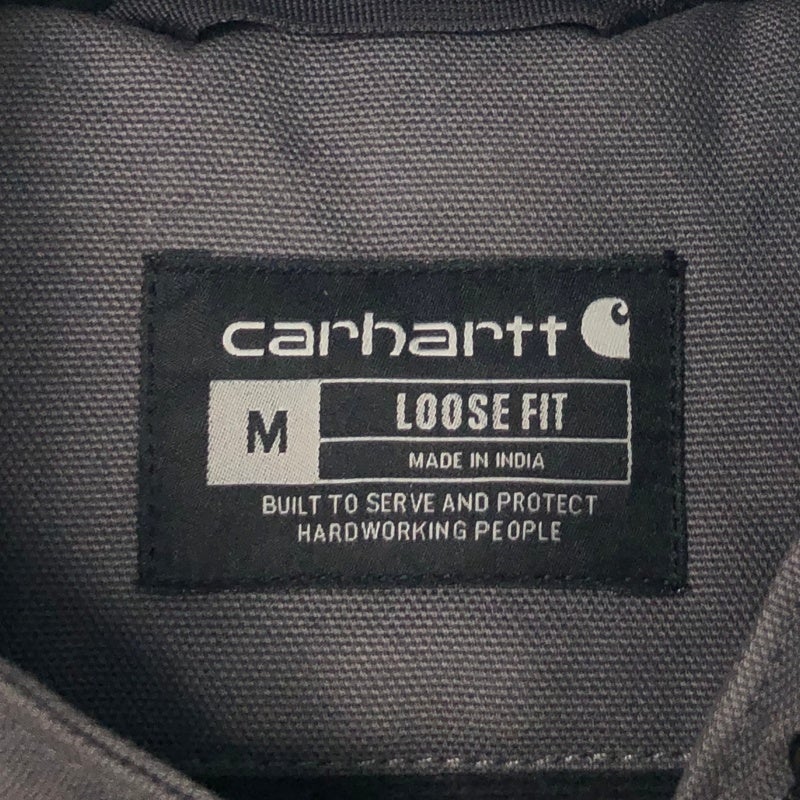 carhartt
M
LOOSE FIT
MADE IN INDIA
BUILT TO SERVE AND PROTECT
HARDWORKING PEOPLE